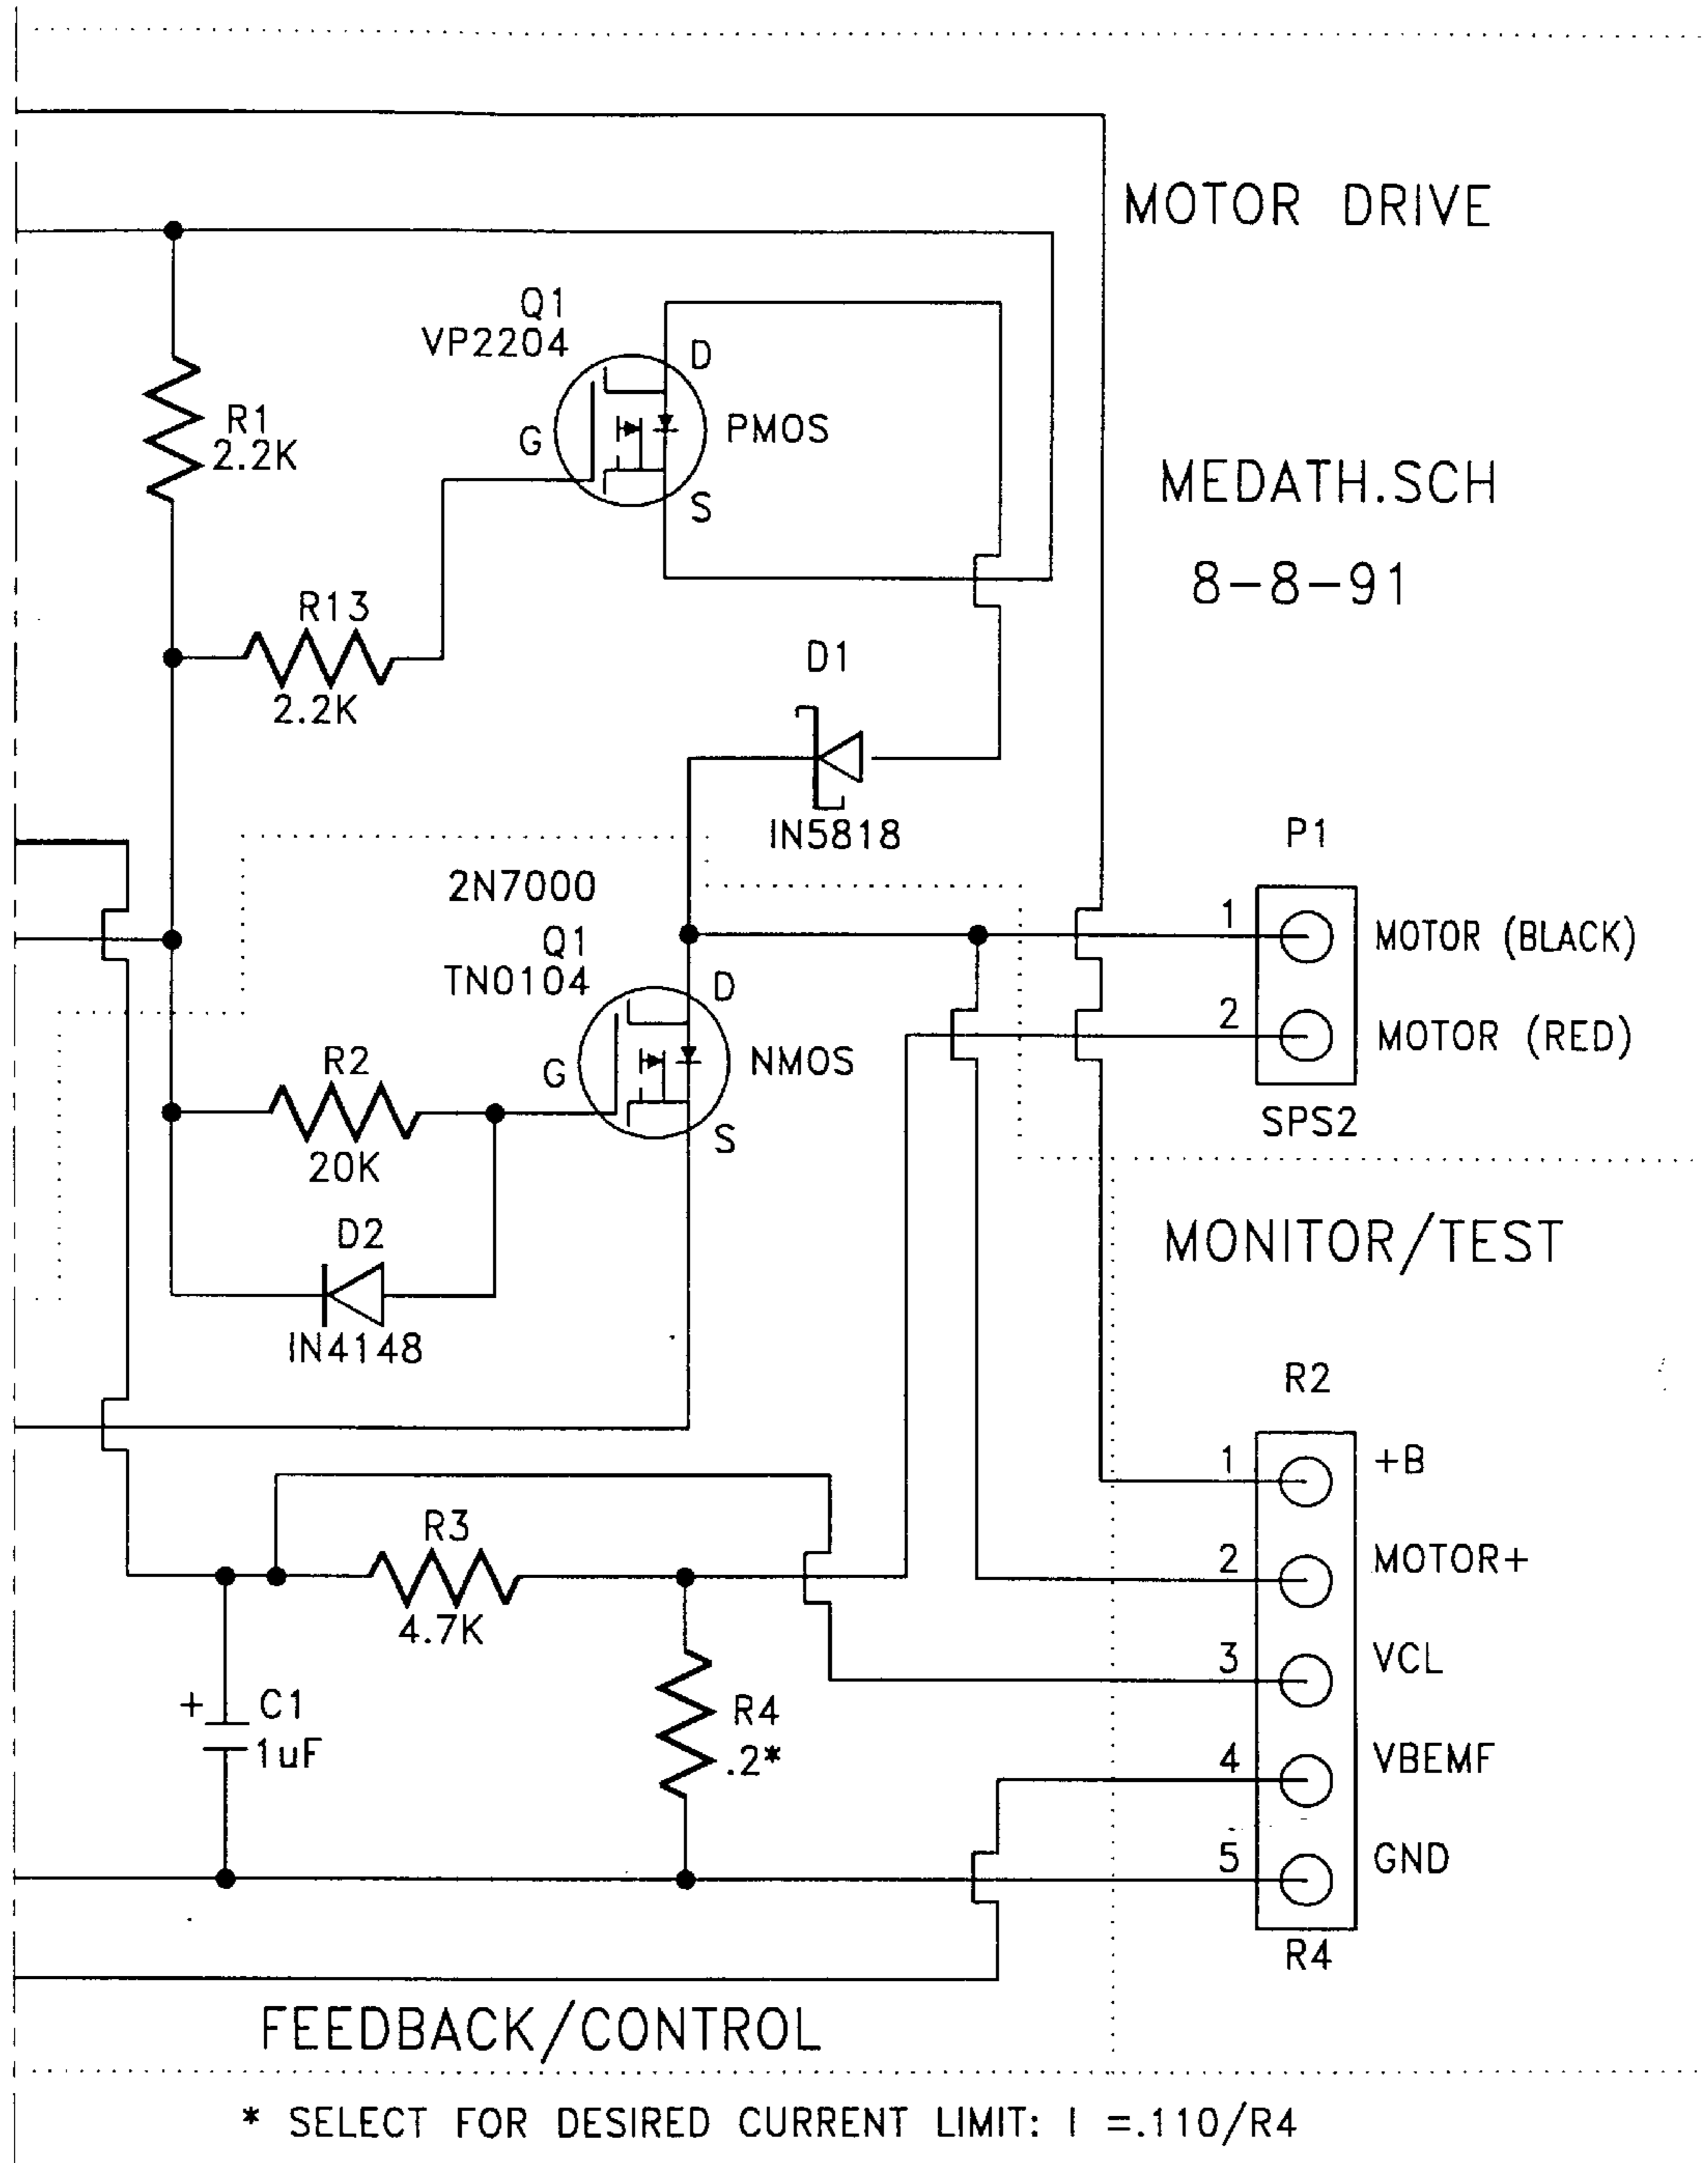 MOTOR DRIVE
Q1
VP2204
D
G
PMOS
S
R1
2.2K
MEDATH.SCH
8-8-91
R13
2.2K
D1
IN5818
P1
2N7000
Q1
TN0104
D
G
NMOS
S
1
MOTOR (BLACK)
2
MOTOR (RED)
SPS2
R2
20K
D2
IN4148
MONITOR/TEST
R2
1
+B
2
MOTOR+
3
VCL
4
VBEMF
5
GND
R4
R3
4.7K
+
C1
1uF
R4
.2*
FEEDBACK/CONTROL
* SELECT FOR DESIRED CURRENT LIMIT: I =.110/R4